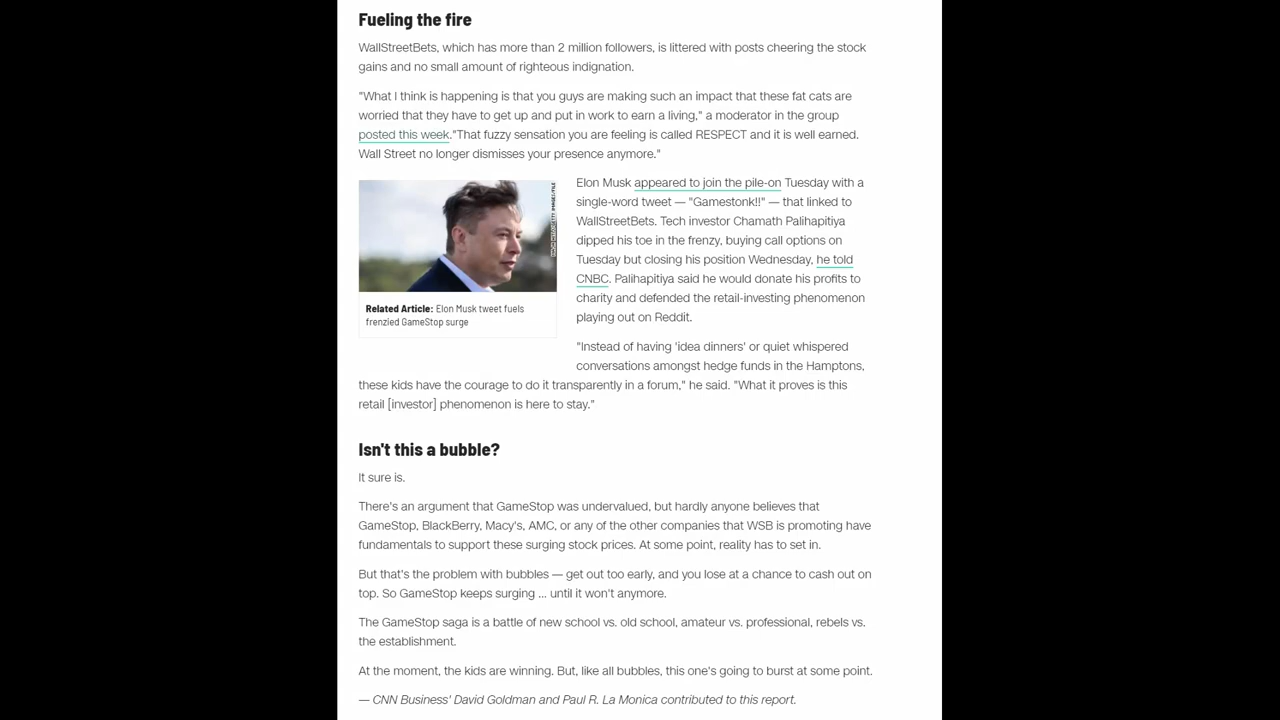 Fueling the fire
WallStreetBets, which has more than 2 million followers, is littered with posts cheering the stock
gains and no small amount of righteous indignation.
"What I think is happening is that you guys are making such an impact that these fat cats are
worried that they have to get up and put in work to earn a living," a moderator in the group
posted this week."That fuzzy sensation you are feeling is called RESPECT and it is well earned.
Wall Street no longer dismisses your presence anymore."
Related Article: Elon Musk tweet fuels
frenzied GameStop surge
Elon Musk appeared to join the pile-on Tuesday with a
single-word tweet — "Gamestonk!!" — that linked to
WallStreetBets. Tech investor Chamath Palihapitiya
dipped his toe in the frenzy, buying call options on
Tuesday but closing his position Wednesday, he told
CNBC. Palihapitiya said he would donate his profits to
charity and defended the retail-investing phenomenon
playing out on Reddit.
"Instead of having 'idea dinners' or quiet whispered
conversations amongst hedge funds in the Hamptons,
these kids have the courage to do it transparently in a forum," he said. "What it proves is this
retail [investor] phenomenon is here to stay."
Isn't this a bubble?
It sure is.
There's an argument that GameStop was undervalued, but hardly anyone believes that
GameStop, BlackBerry, Macy's, AMC, or any of the other companies that WSB is promoting have
fundamentals to support these surging stock prices. At some point, reality has to set in.
But that's the problem with bubbles — get out too early, and you lose at a chance to cash out on
top. So GameStop keeps surging ... until it won't anymore.
The GameStop saga is a battle of new school vs. old school, amateur vs. professional, rebels vs.
the establishment.
At the moment, the kids are winning. But, like all bubbles, this one's going to burst at some point.
— CNN Business' David Goldman and Paul R. La Monica contributed to this report.